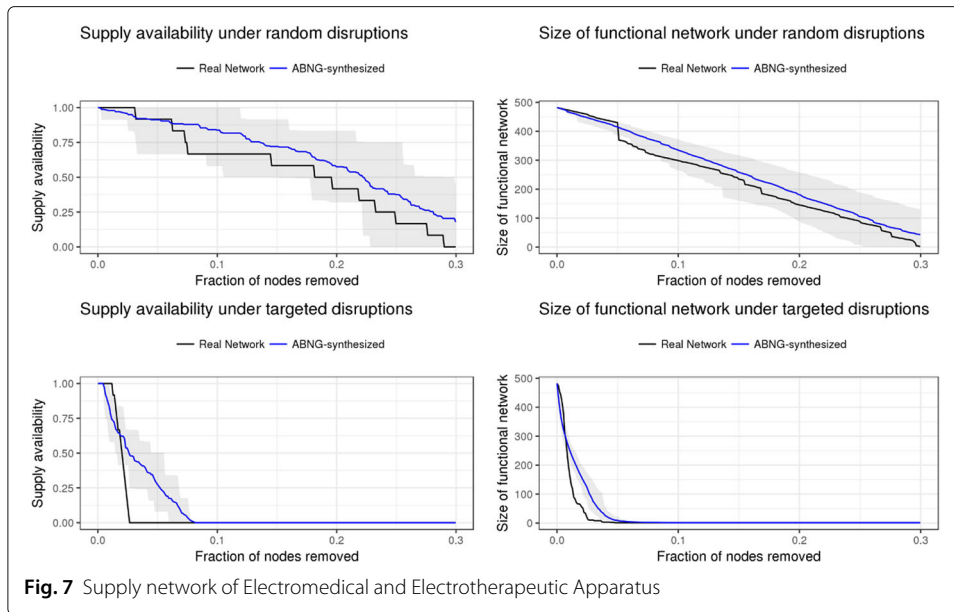 Supply availability under random disruptions
Real Network ABNG-synthesized
1.00
0.75
0.50
0.25
0.00
Supply availability
0.0 0.1 0.2 0.3
Fraction of nodes removed
Size of functional network under random disruptions
Real Network ABNG-synthesized
500
400
300
200
100
0
Size of functional network
0.0 0.1 0.2 0.3
Fraction of nodes removed
Supply availability under targeted disruptions
Real Network ABNG-synthesized
1.00
0.75
0.50
0.25
0.00
Supply availability
0.0 0.1 0.2 0.3
Fraction of nodes removed
Size of functional network under targeted disruptions
Real Network ABNG-synthesized
500
400
300
200
100
0
Size of functional network
0.0 0.1 0.2 0.3
Fraction of nodes removed
Fig. 7 Supply network of Electromedical and Electrotherapeutic Apparatus